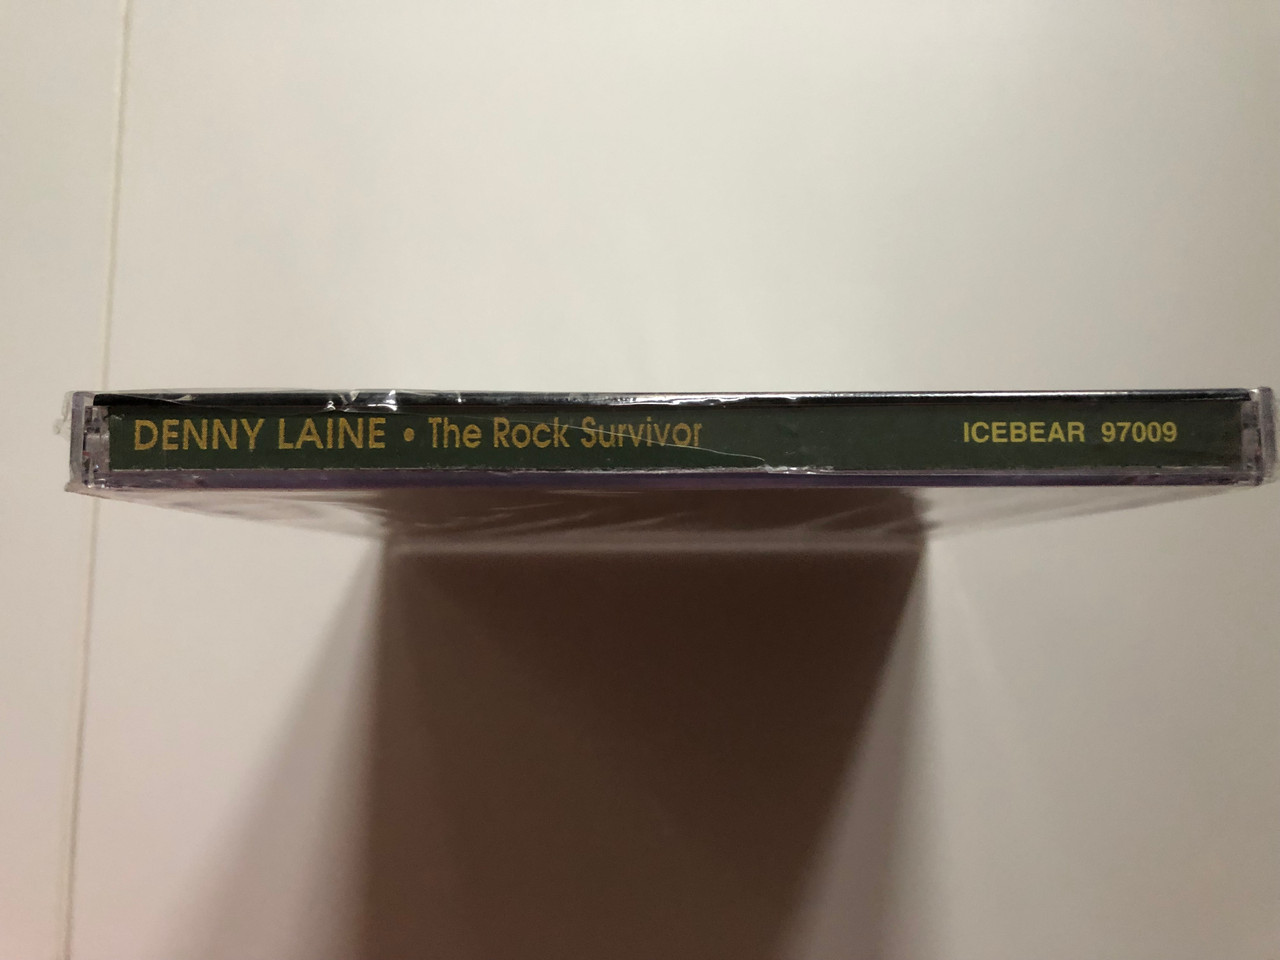 DENNY LAINE • The Rock Survivor ICEBEAR 97009